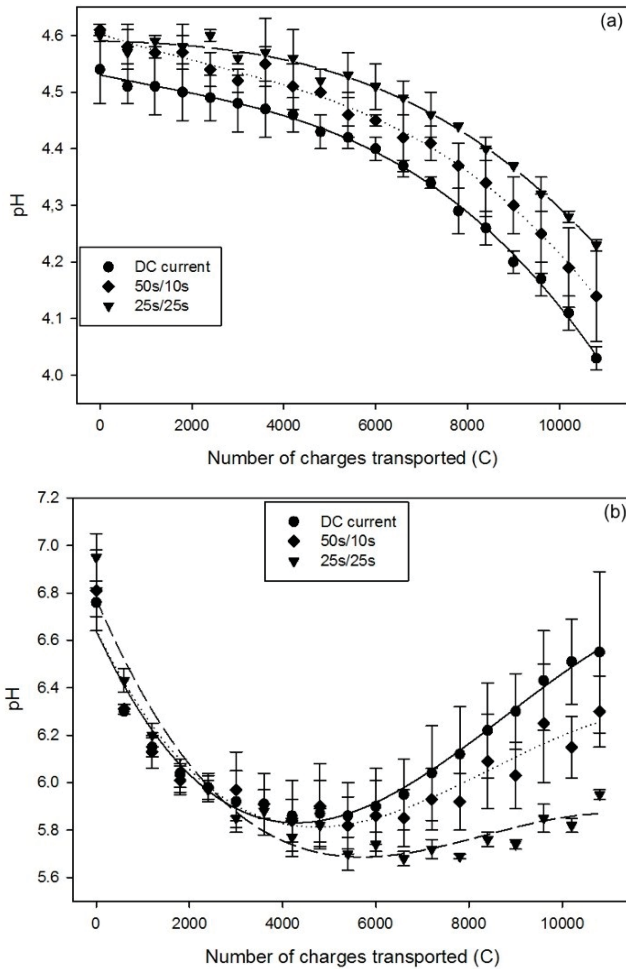 (a)
4.6
4.5
4.4
4.3
4.2
4.1
4.0
pH
DC current
50s/10s
25s/25s
0 2000 4000 6000 8000 10000
Number of charges transported (C)
(b)
7.2
7.0
6.8
6.6
6.4
6.2
6.0
5.8
5.6
pH
DC current
50s/10s
25s/25s
0 2000 4000 6000 8000 10000
Number of charges transported (C)